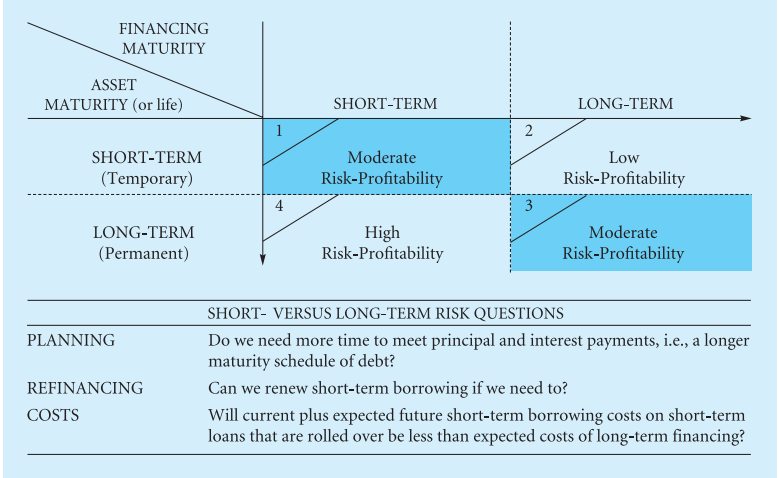 FINANCING
MATURITY
ASSET
MATURITY (or life)
SHORT-TERM
LONG-TERM
1
2
SHORT-TERM
(Temporary)
Moderate
Risk-Profitability
Low
Risk-Profitability
4
3
LONG-TERM
(Permanent)
High
Risk-Profitability
Moderate
Risk-Profitability
SHORT- VERSUS LONG-TERM RISK QUESTIONS
PLANNING Do we need more time to meet principal and interest payments, i.e., a longer
maturity schedule of debt?
REFINANCING Can we renew short-term borrowing if we need to?
COSTS Will current plus expected future short-term borrowing costs on short-term
loans that are rolled over be less than expected costs of long-term financing?